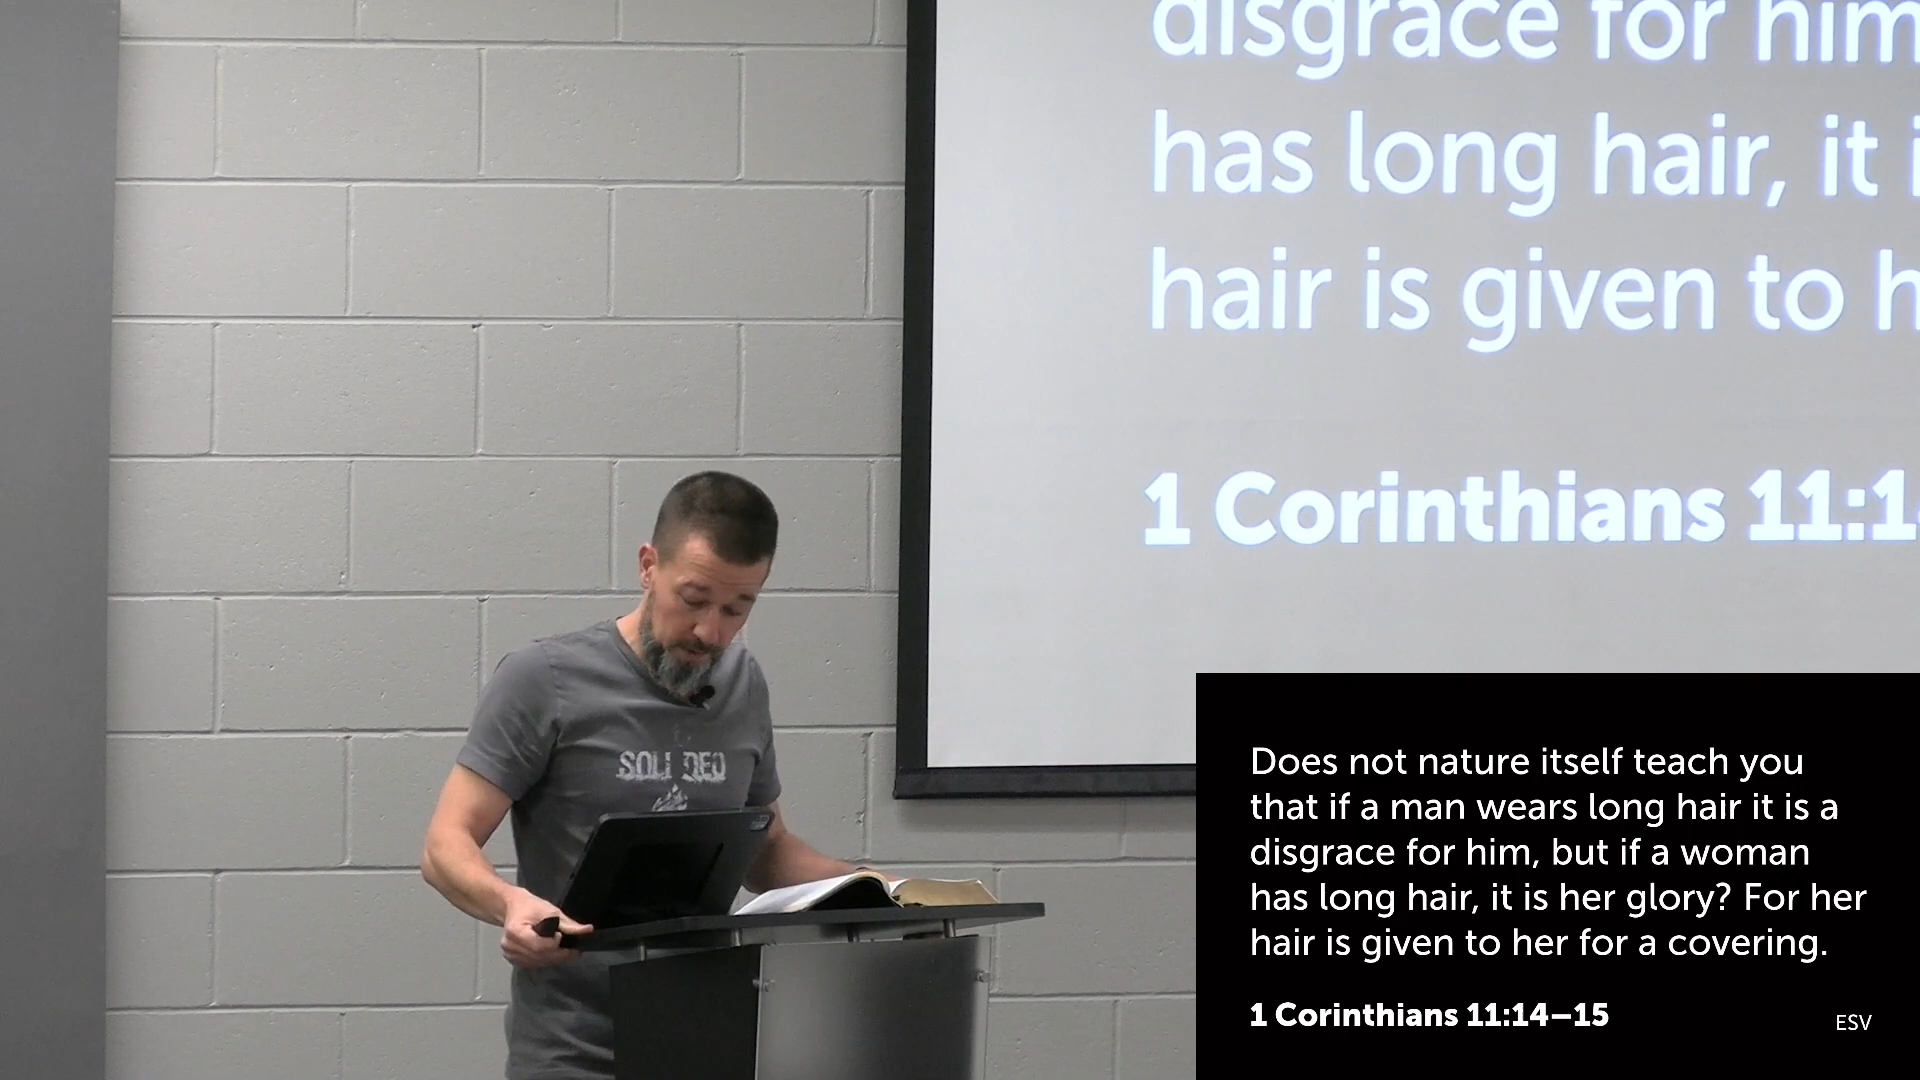 disgrace for him
has long hair, it i
hair is given to h
1 Corinthians 11:1
SOLI DEO
Does not nature itself teach you
that if a man wears long hair it is a
disgrace for him, but if a woman
has long hair, it is her glory? For her
hair is given to her for a covering.
1 Corinthians 11:14–15
ESV